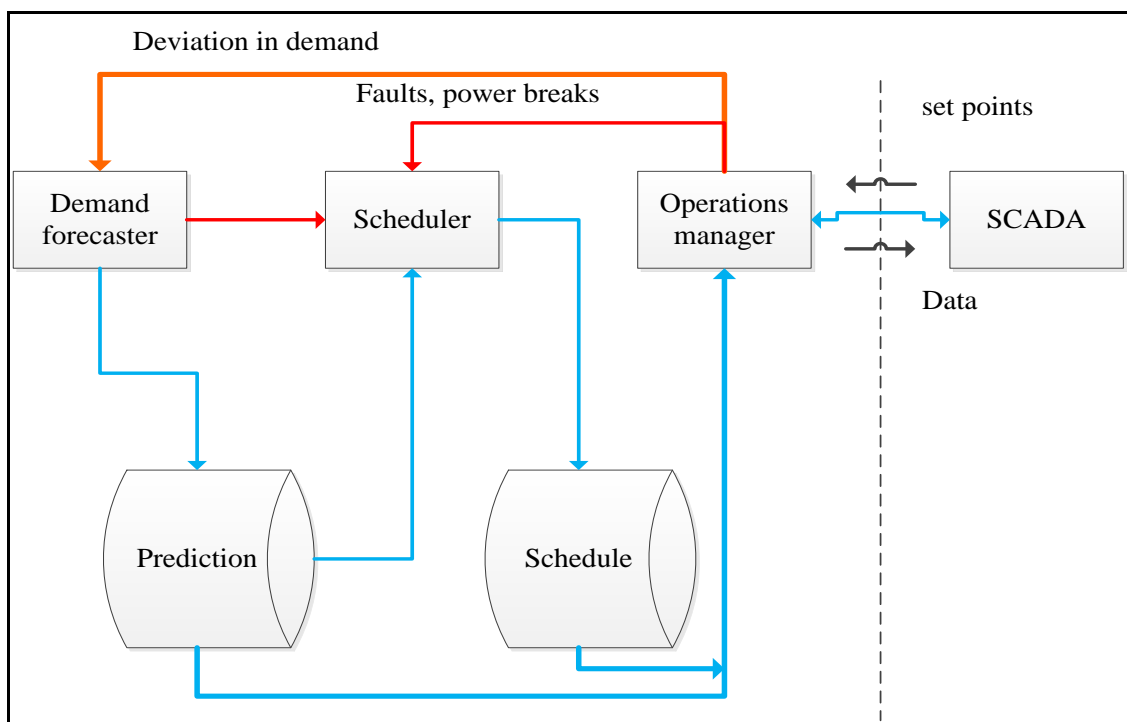 Deviation in demand
Faults, power breaks
set points
Demand
forecaster
Scheduler
Operations
manager
SCADA
Data
Prediction
Schedule